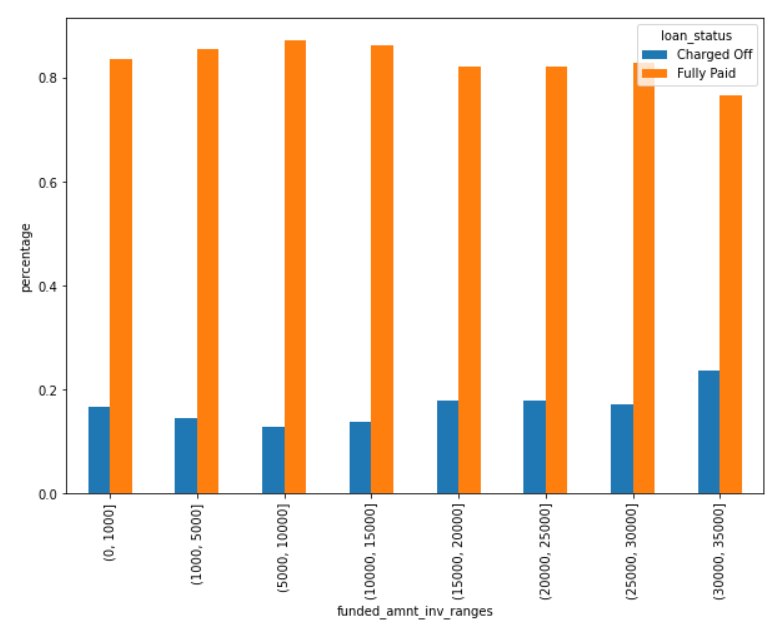 loan_status
Charged Off
Fully Paid
percentage
0.8
0.6
0.4
0.2
0.0
(0, 1000]
(1000, 5000]
(5000, 10000]
(10000, 15000]
(15000, 20000]
(20000, 25000]
(25000, 30000]
(30000, 35000]
funded_amnt_inv_ranges